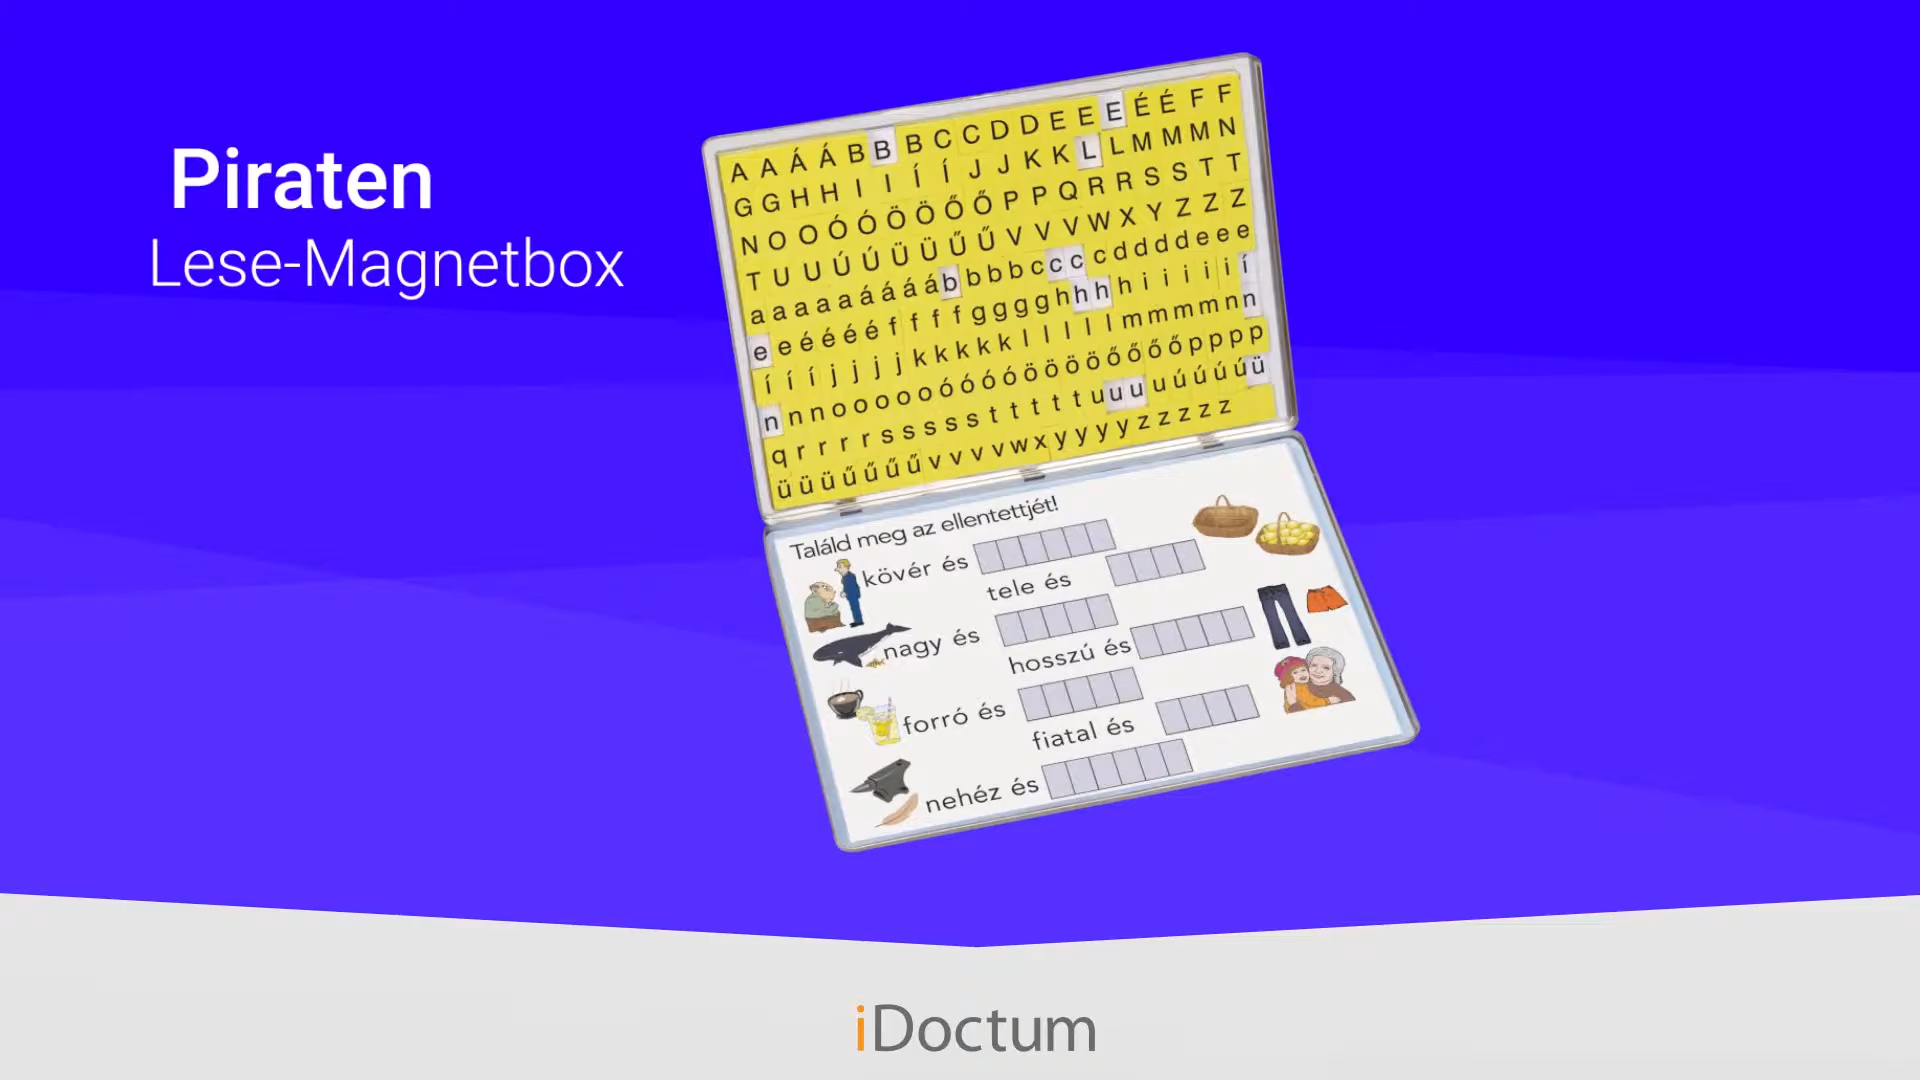 Piraten
Lese-Magnetbox
A A Á Á B B B C C D D E E E É É F F
G G H H I I Í Í J J K K L L M M M N
N O O Ó Ó Ö Ö Ő Ő P P Q R R S S T T
T U U Ú Ú Ü Ü Ű Ű V V V W X Y Z Z Z
a a a a a á á á á b b b b c c c c d d d d e e e
e e é é é é f f f f g g g g h h h h i i i i i í
í í í j j j j k k k k k l l l l l m m m m n n
n n n o o o o o ó ó ó ó ö ö ö ö ő ő ő ő p p p p
q r r r r s s s s s t t t t t u u u u ú ú ú ú ü
ü ü ü ű ű ű ű v v v v w x y y y y z z z z z
Találd meg az ellentettjét!
kövér és
tele és
nagy és
hosszú és
forró és
fiatal és
nehéz és
iDoctum